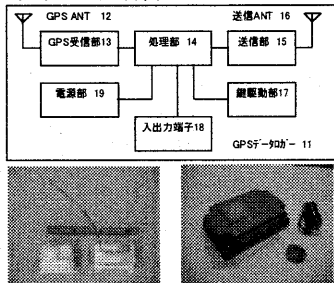 GPS ANT 12
送信ANT 16
GPS受信部13
処理部 14
送信部 15
電源部 19
鍵駆動部17
入出力端子18
GPSデータロガー 11